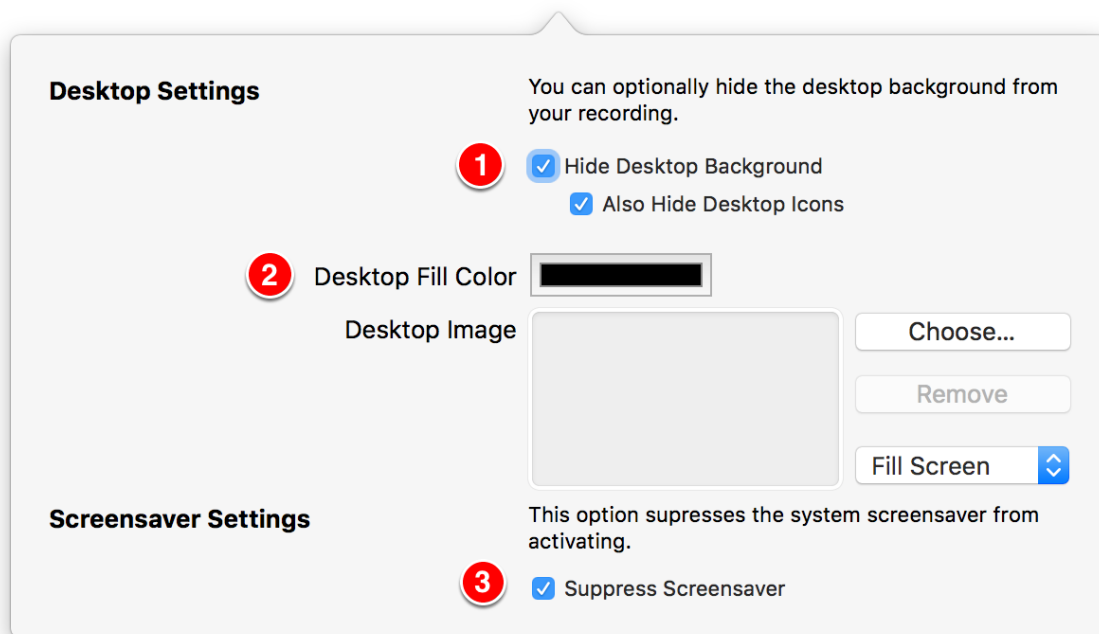 Desktop Settings
You can optionally hide the desktop background from
your recording.
1
Hide Desktop Background
Also Hide Desktop Icons
2
Desktop Fill Color
Desktop Image
Choose...
Remove
Fill Screen
Screensaver Settings
This option supresses the system screensaver from
activating.
3
Suppress Screensaver